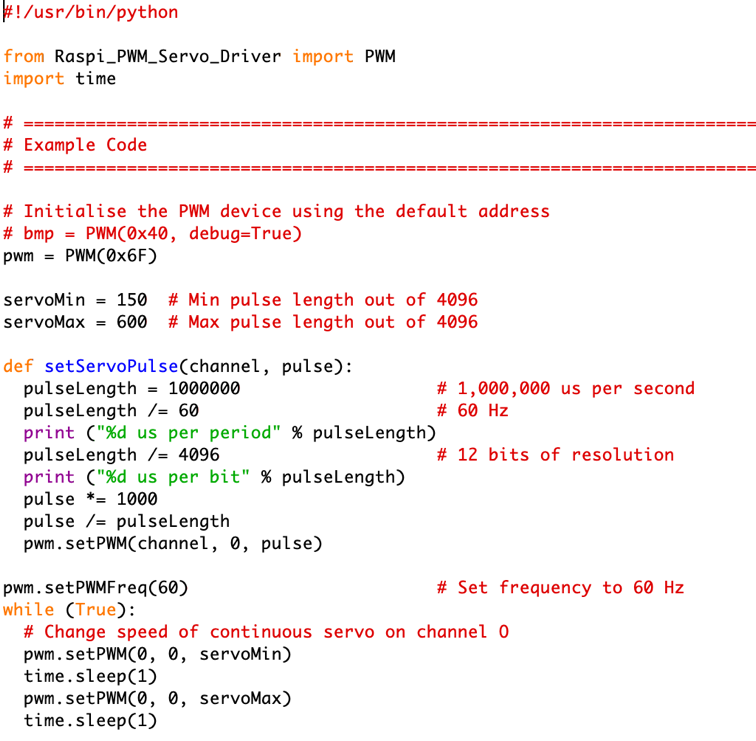 #!/usr/bin/python
from Raspi_PWM_Servo_Driver import PWM
import time
# ===========================================================================
# Example Code
# ===========================================================================
# Initialise the PWM device using the default address
# bmp = PWM(0x40, debug=True)
pwm = PWM(0x6F)
servoMin = 150  # Min pulse length out of 4096
servoMax = 600  # Max pulse length out of 4096
def setServoPulse(channel, pulse):
  pulseLength = 1000000                   # 1,000,000 us per second
  pulseLength /= 60                       # 60 Hz
  print ("%d us per period" % pulseLength)
  pulseLength /= 4096                     # 12 bits of resolution
  print ("%d us per bit" % pulseLength)
  pulse *= 1000
  pulse /= pulseLength
  pwm.setPWM(channel, 0, pulse)
pwm.setPWMFreq(60)                        # Set frequency to 60 Hz
while (True):
  # Change speed of continuous servo on channel O
  pwm.setPWM(0, 0, servoMin)
  time.sleep(1)
  pwm.setPWM(0, 0, servoMax)
  time.sleep(1)